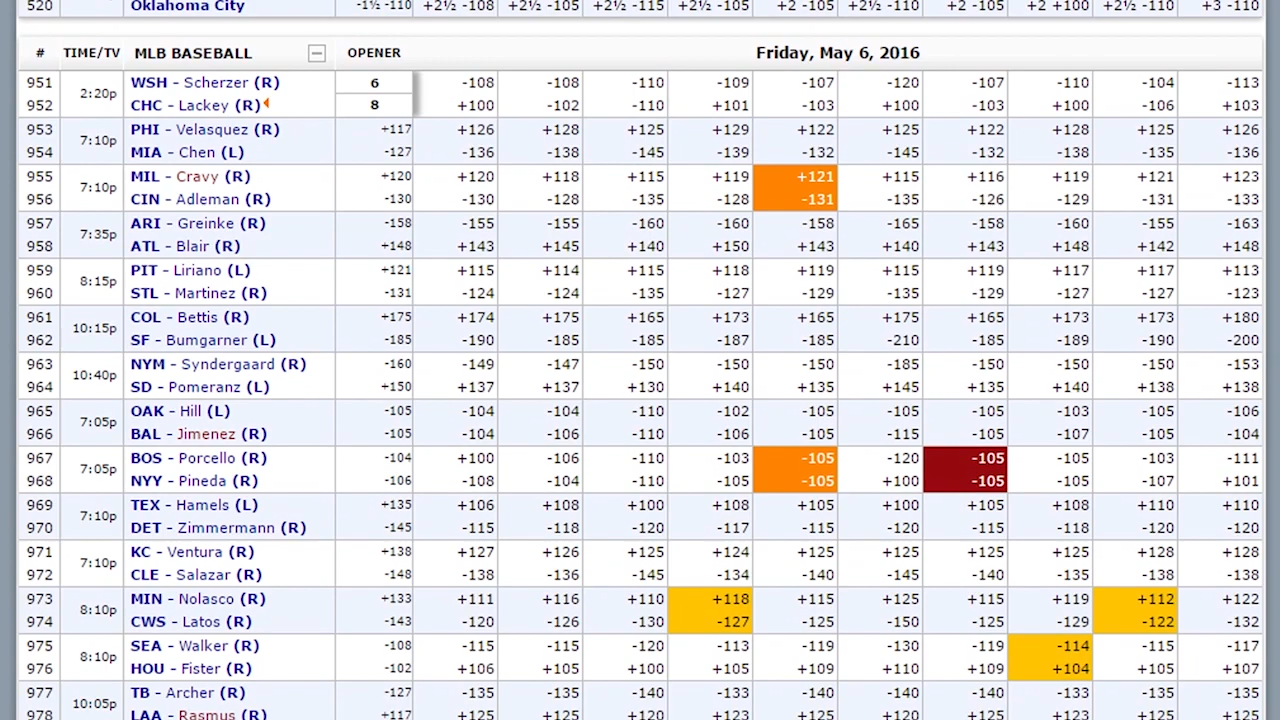 520 Oklahoma City -1½ -110 +2½ -108 +2½ -105 +2½ -115 +2½ -105 +2 -105 +2½ -110 +2 -105 +2 +100 +2½ -110 +3 -110
# TIME/TV MLB BASEBALL OPENER Friday, May 6, 2016
951 WSH - Scherzer (R) 6 -108 -108 -110 -109 -107 -120 -107 -110 -104 -113
2:20p
952 CHC - Lackey (R) 8 +100 -102 -110 +101 -103 +100 -103 +100 -106 +103
953 PHI - Velasquez (R) +117 +126 +128 +125 +129 +122 +125 +122 +128 +125 +126
7:10p
954 MIA - Chen (L) -127 -136 -138 -145 -139 -132 -145 -132 -138 -135 -136
955 MIL - Cravy (R) +120 +120 +118 +115 +119 +121 +115 +116 +119 +121 +123
7:10p
956 CIN - Adleman (R) -130 -130 -128 -135 -128 -131 -135 -126 -129 -131 -133
957 ARI - Greinke (R) -158 -155 -155 -160 -160 -158 -165 -158 -160 -155 -163
7:35p
958 ATL - Blair (R) +148 +143 +145 +140 +150 +143 +140 +143 +148 +142 +148
959 PIT - Liriano (L) +121 +115 +114 +115 +118 +119 +115 +119 +117 +117 +113
8:15p
960 STL - Martinez (R) -131 -124 -124 -135 -127 -129 -135 -129 -127 -127 -123
961 COL - Bettis (R) +175 +174 +175 +165 +173 +165 +165 +165 +173 +173 +180
10:15p
962 SF - Bumgarner (L) -185 -190 -185 -185 -187 -185 -210 -185 -189 -190 -200
963 NYM - Syndergaard (R) -160 -149 -147 -150 -150 -150 -185 -150 -150 -150 -153
10:40p
964 SD - Pomeranz (L) +150 +137 +137 +130 +140 +135 +145 +135 +140 +138 +138
965 OAK - Hill (L) -105 -104 -104 -110 -102 -105 -105 -105 -103 -105 -106
7:05p
966 BAL - Jimenez (R) -105 -104 -106 -110 -106 -105 -115 -105 -107 -105 -104
967 BOS - Porcello (R) -104 +100 -106 -110 -103 -105 -120 -105 -105 -103 -111
7:05p
968 NYY - Pineda (R) -106 -108 -104 -110 -105 -105 +100 -105 -105 -107 +101
969 TEX - Hamels (L) +135 +106 +108 +100 +108 +105 +100 +105 +108 +110 +110
7:10p
970 DET - Zimmermann (R) -145 -115 -118 -120 -117 -115 -120 -115 -118 -120 -120
971 KC - Ventura (R) +138 +127 +126 +125 +124 +125 +125 +125 +125 +128 +128
7:10p
972 CLE - Salazar (R) -148 -138 -136 -145 -134 -140 -145 -140 -135 -138 -138
973 MIN - Nolasco (R) +133 +111 +116 +110 +118 +115 +125 +115 +119 +112 +122
8:10p
974 CWS - Latos (R) -143 -120 -126 -130 -127 -125 -150 -125 -129 -122 -132
975 SEA - Walker (R) -108 -115 -115 -120 -113 -119 -130 -119 -114 -115 -117
8:10p
976 HOU - Fister (R) -102 +106 +105 +100 +105 +109 +110 +109 +104 +105 +107
977 TB - Archer (R) -127 -135 -135 -140 -133 -140 -140 -140 -133 -135 -135
10:05p
978 LAA - Rasmus (R) +117 +125 +125 +120 +123 +125 +120 +125 +123 +125 +125